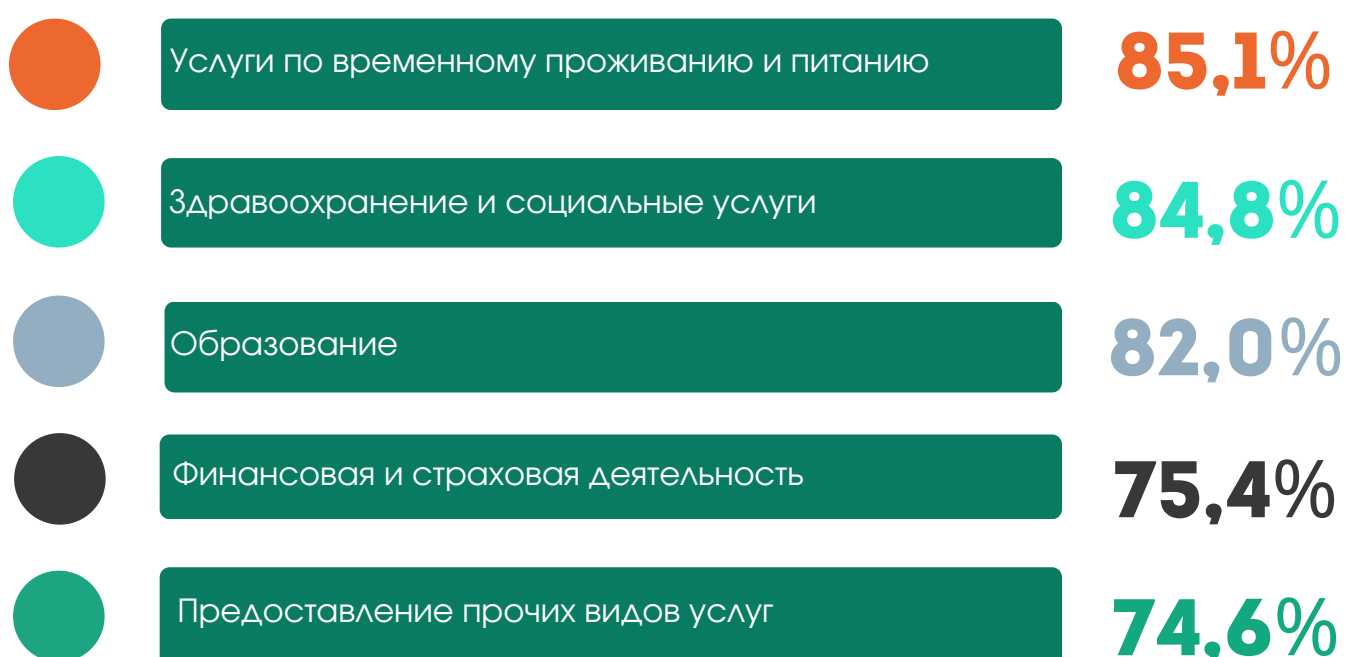 Услуги по временному проживанию и питанию 85,1%
Здравоохранение и социальные услуги 84,8%
Образование 82,0%
Финансовая и страховая деятельность 75,4%
Предоставление прочих видов услуг 74,6%